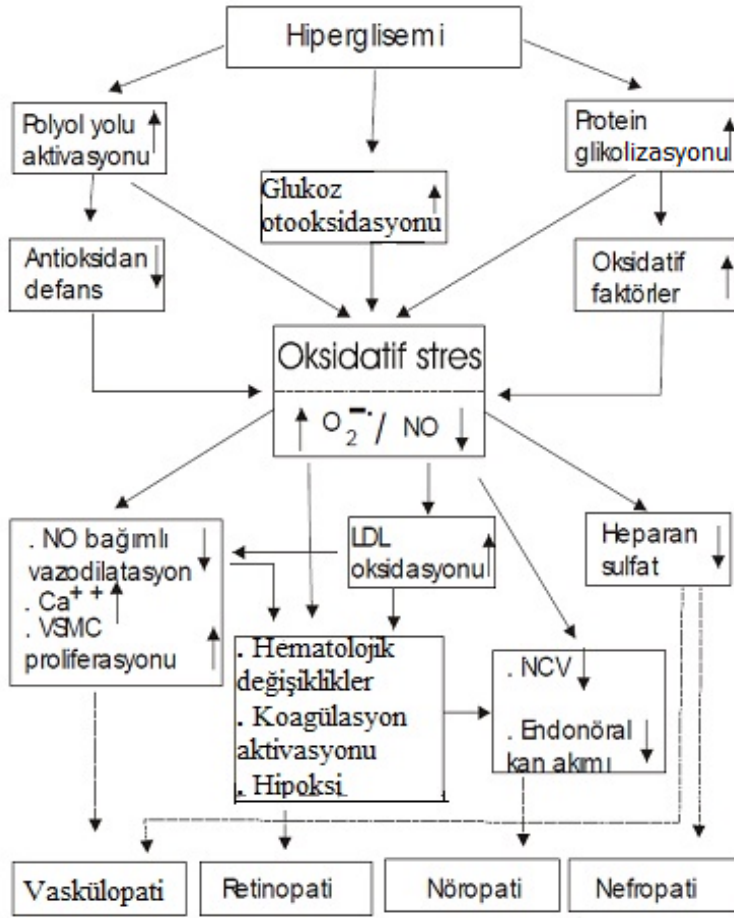 Hiperglisemi
Polyol yolu
aktivasyonu
Protein
glikolizasyonu
Glukoz
otooksidasyonu
Antioksidan
defans
Oksidatif
faktörler
Oksidatif stres
O2−· / NO
. NO bağımlı
vazodilatasyon
. Ca++
. VSMC
proliferasyonu
LDL
oksidasyonu
Heparan
sulfat
. Hematolojik
değişiklikler
. Koagülasyon
aktivasyonu
. Hipoksi
. NCV
. Endonöral
kan akımı
Vaskülopati
Retinopati
Nöropati
Nefropati